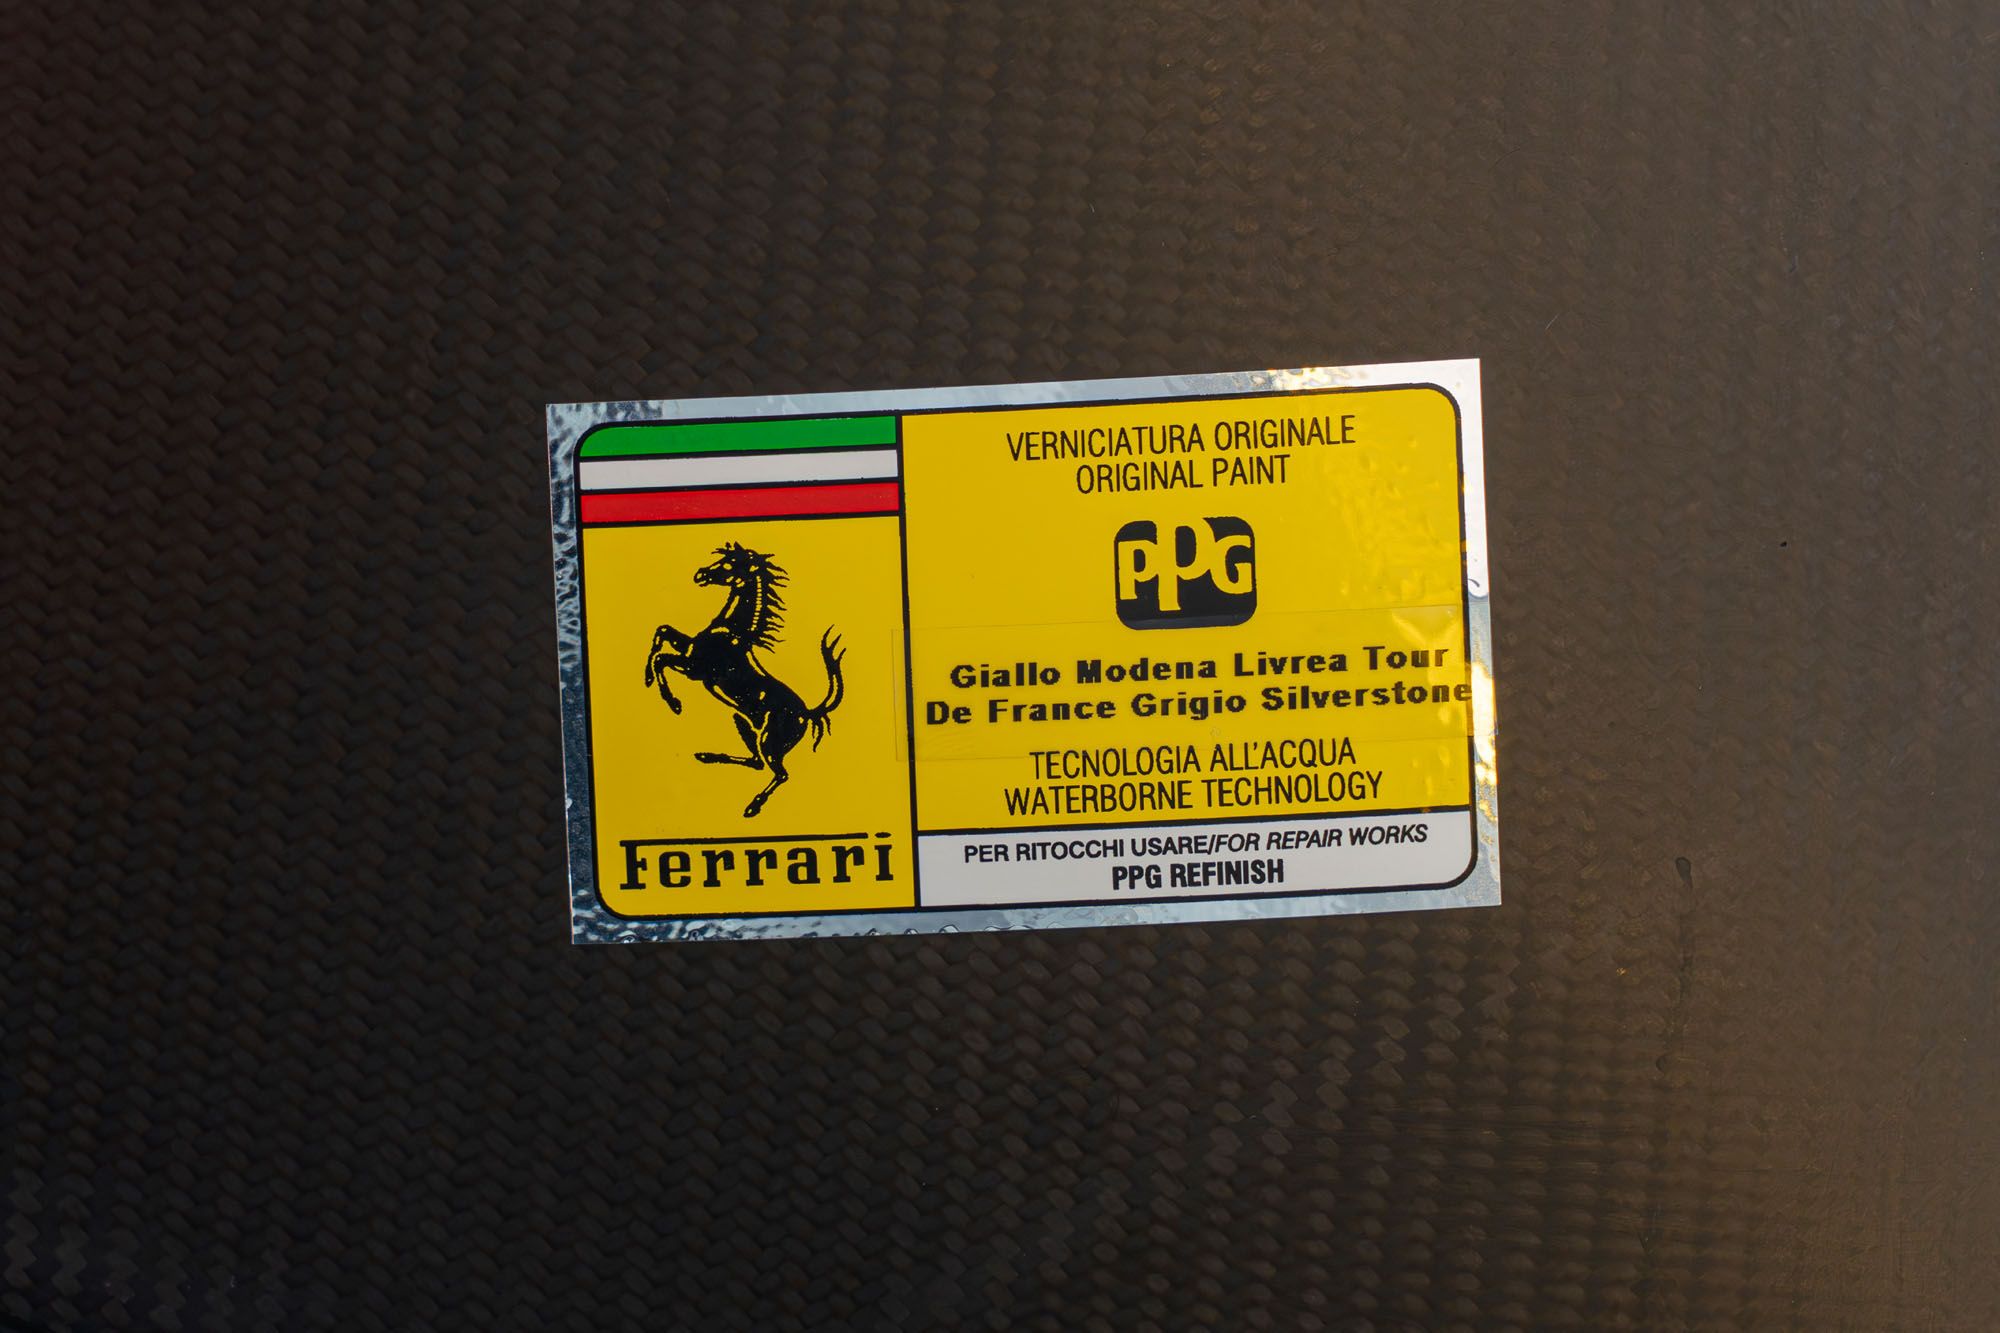 Ferrari
VERNICIATURA ORIGINALE
ORIGINAL PAINT
PPG
Giallo Modena Livrea Tour
De France Grigio Silverstone
TECNOLOGIA ALL'ACQUA
WATERBORNE TECHNOLOGY
PER RITOCCHI USARE/FOR REPAIR WORKS
PPG REFINISH